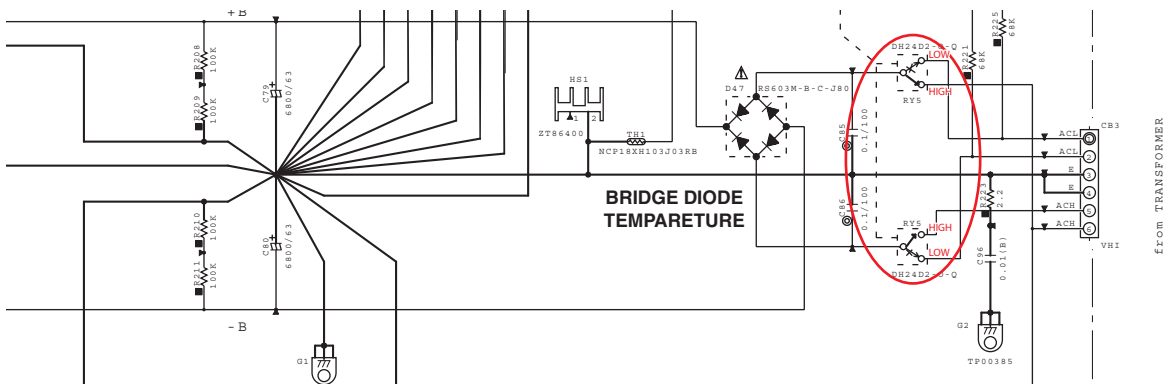 +B
R208
100K
R209
100K
C79
6800/63
R210
100K
R211
100K
C80
6800/63
-B
G1
HS1
1 2
ZT86400
TH1
NCP18XH103J03RB
BRIDGE DIODE
TEMPARETURE
D47
RS603M-B-C-J80
C85
0.1/100
C86
0.1/100
DH24D2-O-Q
LOW
HIGH
RY5
RY5
HIGH
LOW
DH24D2-O-Q
R225
68K
R221
68K
R223
2.2
C96
0.01(B)
G2
TP00385
CB3
ACL 1
ACL 2
E 3
E 4
ACH 5
ACH 6
VHI
from TRANSFORMER